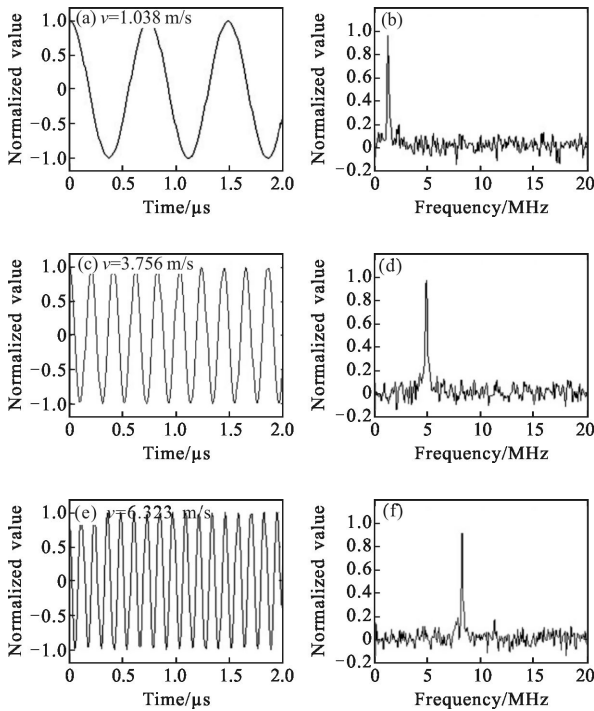 (a) v=1.038 m/s
Normalized value
1.0
0.5
0
−0.5
−1.0
0 0.5 1.0 1.5 2.0
Time/μs
(b)
Normalized value
1.0
0.8
0.6
0.4
0.2
0
−0.2
0 5 10 15 20
Frequency/MHz
(c) v=3.756 m/s
Normalized value
1.0
0.5
0
−0.5
−1.0
0 0.5 1.0 1.5 2.0
Time/μs
(d)
Normalized value
1.0
0.8
0.6
0.4
0.2
0
−0.2
0 5 10 15 20
Frequency/MHz
(e) v=6.323 m/s
Normalized value
1.0
0.5
0
−0.5
−1.0
0 0.5 1.0 1.5 2.0
Time/μs
(f)
Normalized value
1.0
0.8
0.6
0.4
0.2
0
−0.2
0 5 10 15 20
Frequency/MHz